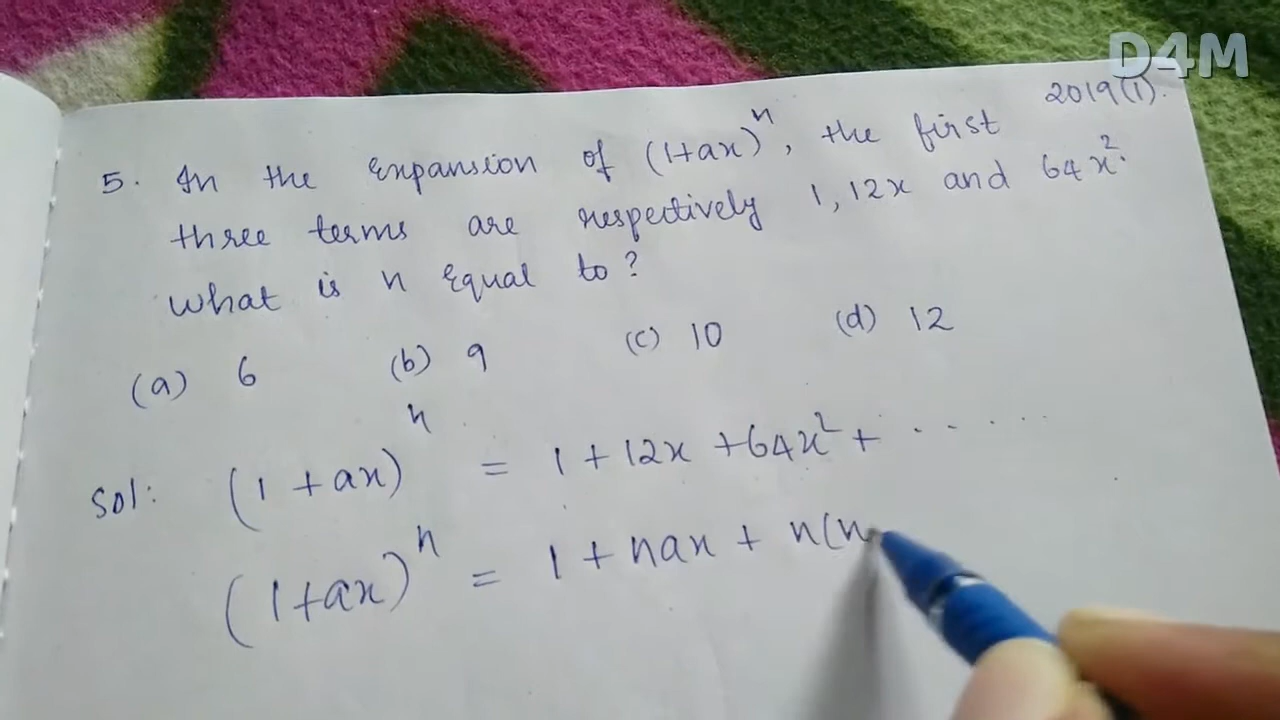 D4M
2019(1).
5. In the expansion of (1+ax)^n, the first
three terms are respectively 1, 12x and 64x².
What is n equal to?
(a) 6 (b) 9 (c) 10 (d) 12
Sol: (1 + ax)^n = 1 + 12x + 64x² + ......
(1+ax)^n = 1 + nax + n(n